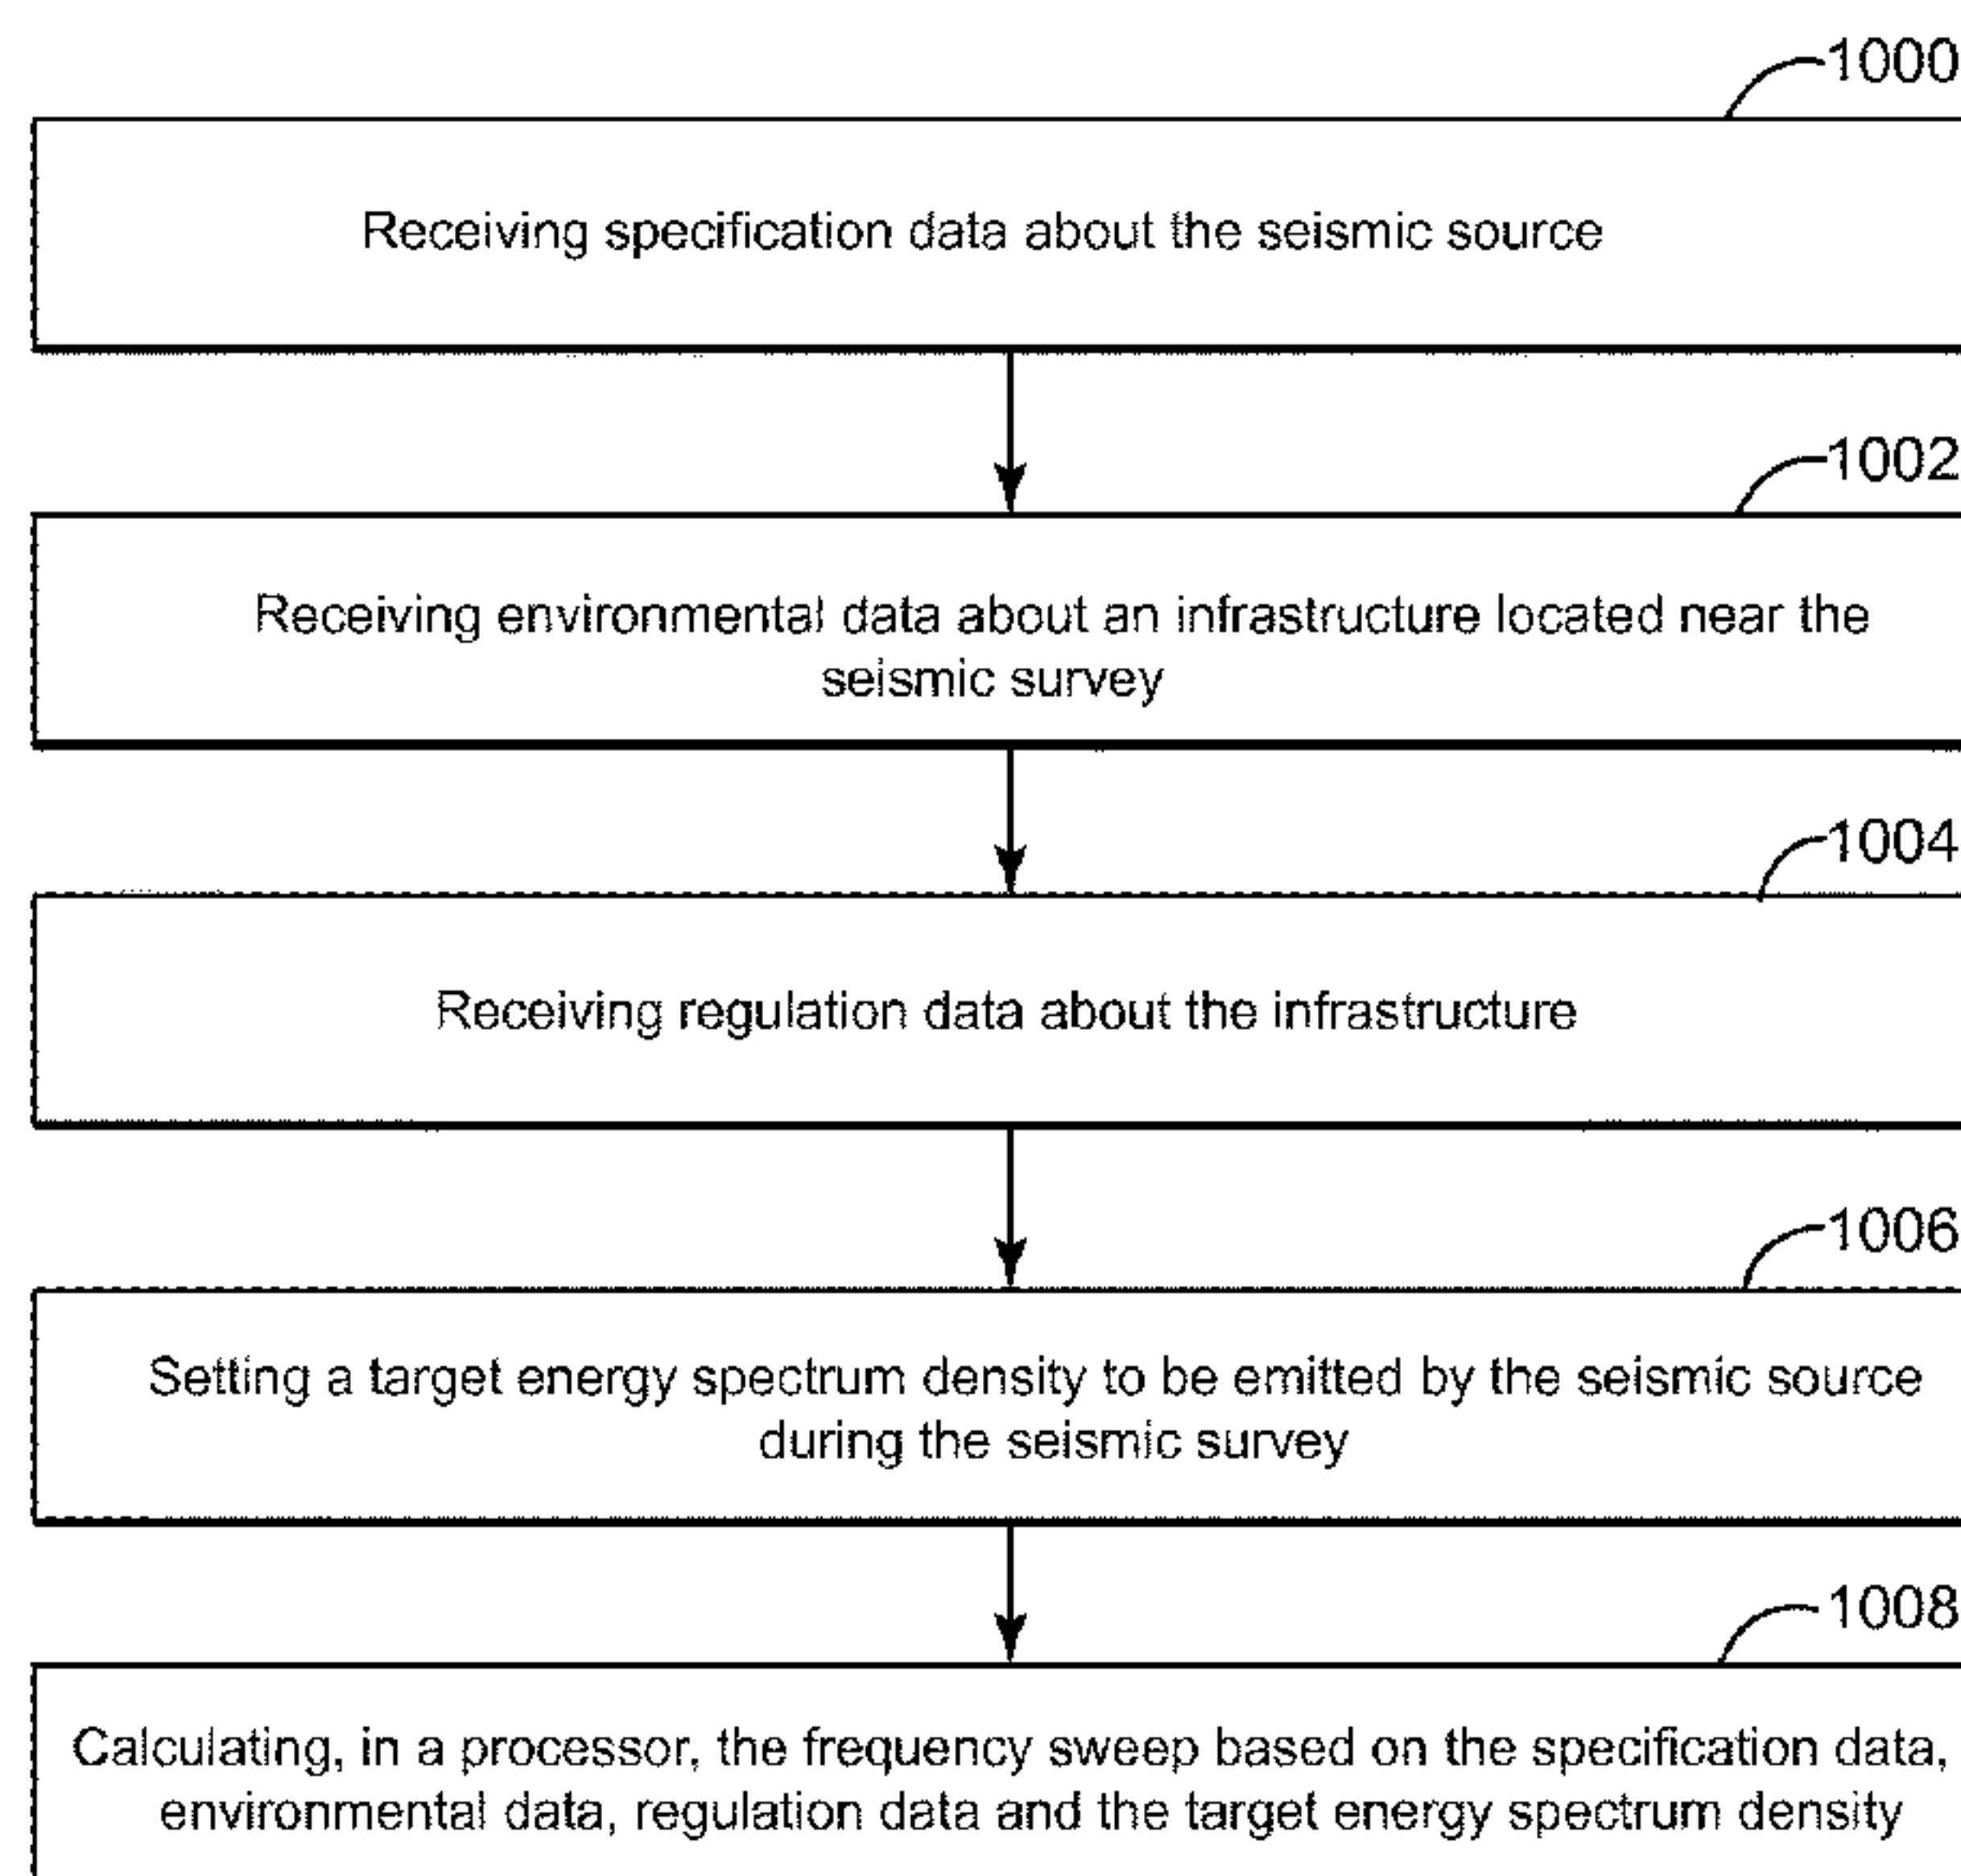 1000
Receiving specification data about the seismic source
1002
Receiving environmental data about an infrastructure located near the
seismic survey
1004
Receiving regulation data about the infrastructure
1006
Setting a target energy spectrum density to be emitted by the seismic source
during the seismic survey
1008
Calculating, in a processor, the frequency sweep based on the specification data,
environmental data, regulation data and the target energy spectrum density